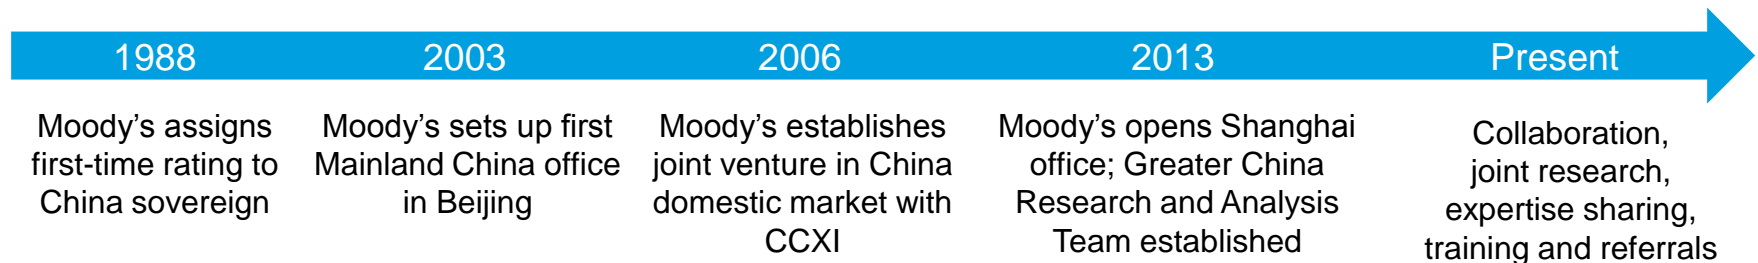 1988
Moody’s assigns
first-time rating to
China sovereign
2003
Moody’s sets up first
Mainland China office
in Beijing
2006
Moody’s establishes
joint venture in China
domestic market with
CCXI
2013
Moody’s opens Shanghai
office; Greater China
Research and Analysis
Team established
Present
Collaboration,
joint research,
expertise sharing,
training and referrals